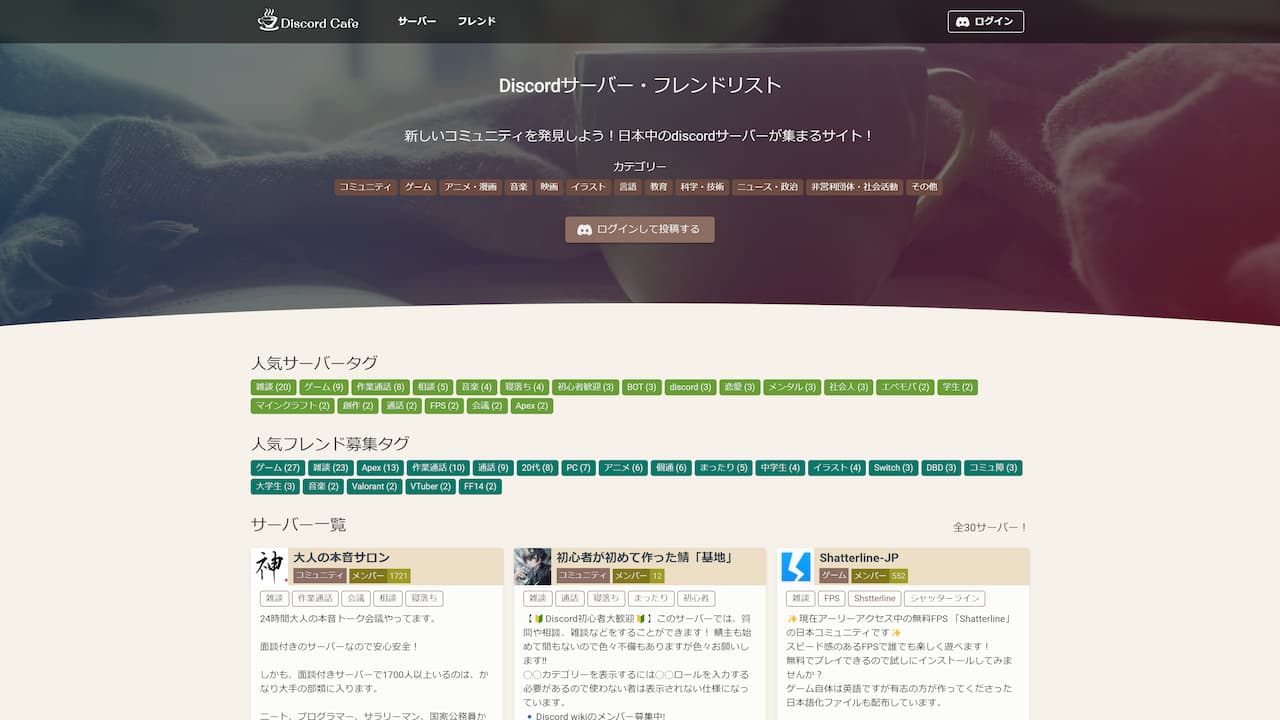 Discord Cafe サーバー フレンド ログイン
Discordサーバー・フレンドリスト
新しいコミュニティを発見しよう！日本中のdiscordサーバーが集まるサイト！
カテゴリー
コミュニティ ゲーム アニメ・漫画 音楽 映画 イラスト 言語 教育 科学・技術 ニュース・政治 非営利団体・社会活動 その他
ログインして投稿する
人気サーバータグ
雑談 (20) ゲーム (9) 作業通話 (8) 相談 (5) 音楽 (4) 寝落ち (4) 初心者歓迎 (3) BOT (3) discord (3) 恋愛 (3) メンタル (3) 社会人 (3) エペモバ (2) 学生 (2)
マインクラフト (2) 創作 (2) 通話 (2) FPS (2) 会議 (2) Apex (2)
人気フレンド募集タグ
ゲーム (27) 雑談 (23) Apex (13) 作業通話 (10) 通話 (9) 20代 (8) PC (7) アニメ (6) 個通 (6) まったり (5) 中学生 (4) イラスト (4) Switch (3) DBD (3) コミュ障 (3)
大学生 (3) 音楽 (2) Valorant (2) VTuber (2) FF14 (2)
サーバー一覧
全30サーバー！
神
大人の本音サロン
コミュニティ メンバー 1721
雑談 作業通話 会議 相談 寝落ち
24時間大人の本音トーク会議やってます。
面談付きのサーバーなので安心安全！
しかも、面談付きサーバーで1700人以上いるのは、か
なり大手の部類に入ります。
ニート、プログラマー、サラリーマン、国家公務員か
初心者が初めて作った鯖「基地」
コミュニティ メンバー 12
雑談 通話 寝落ち まったり 初心者
【🔰Discord初心者大歓迎🔰】このサーバーでは、質
問や相談、雑談などをすることができます！ 鯖主も始
めて間もないので色々不備もありますが色々お願いし
ます!!
〇〇カテゴリーを表示するには〇〇ロールを入力する
必要があるので使わない者は表示されない仕様になっ
ています。
🔹Discord wikiのメンバー募集中!
Shatterline-JP
ゲーム メンバー 552
雑談 FPS Shstterline シャッターライン
✨現在アーリーアクセス中の無料FPS 「Shatterline」
の日本コミュニティです✨
スピード感のあるFPSで誰でも楽しく遊べます！
無料でプレイできるので試しにインストールしてみま
せんか？
ゲーム自体は英語ですが有志の方が作ってくださった
日本語化ファイルも配布しています。